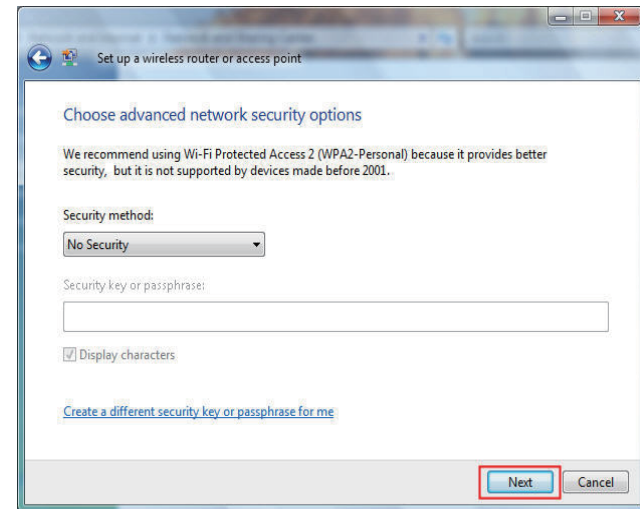 Set up a wireless router or access point
Choose advanced network security options
We recommend using Wi-Fi Protected Access 2 (WPA2-Personal) because it provides better
security, but it is not supported by devices made before 2001.
Security method:
No Security
Security key or passphrase:
Display characters
Create a different security key or passphrase for me
Next
Cancel